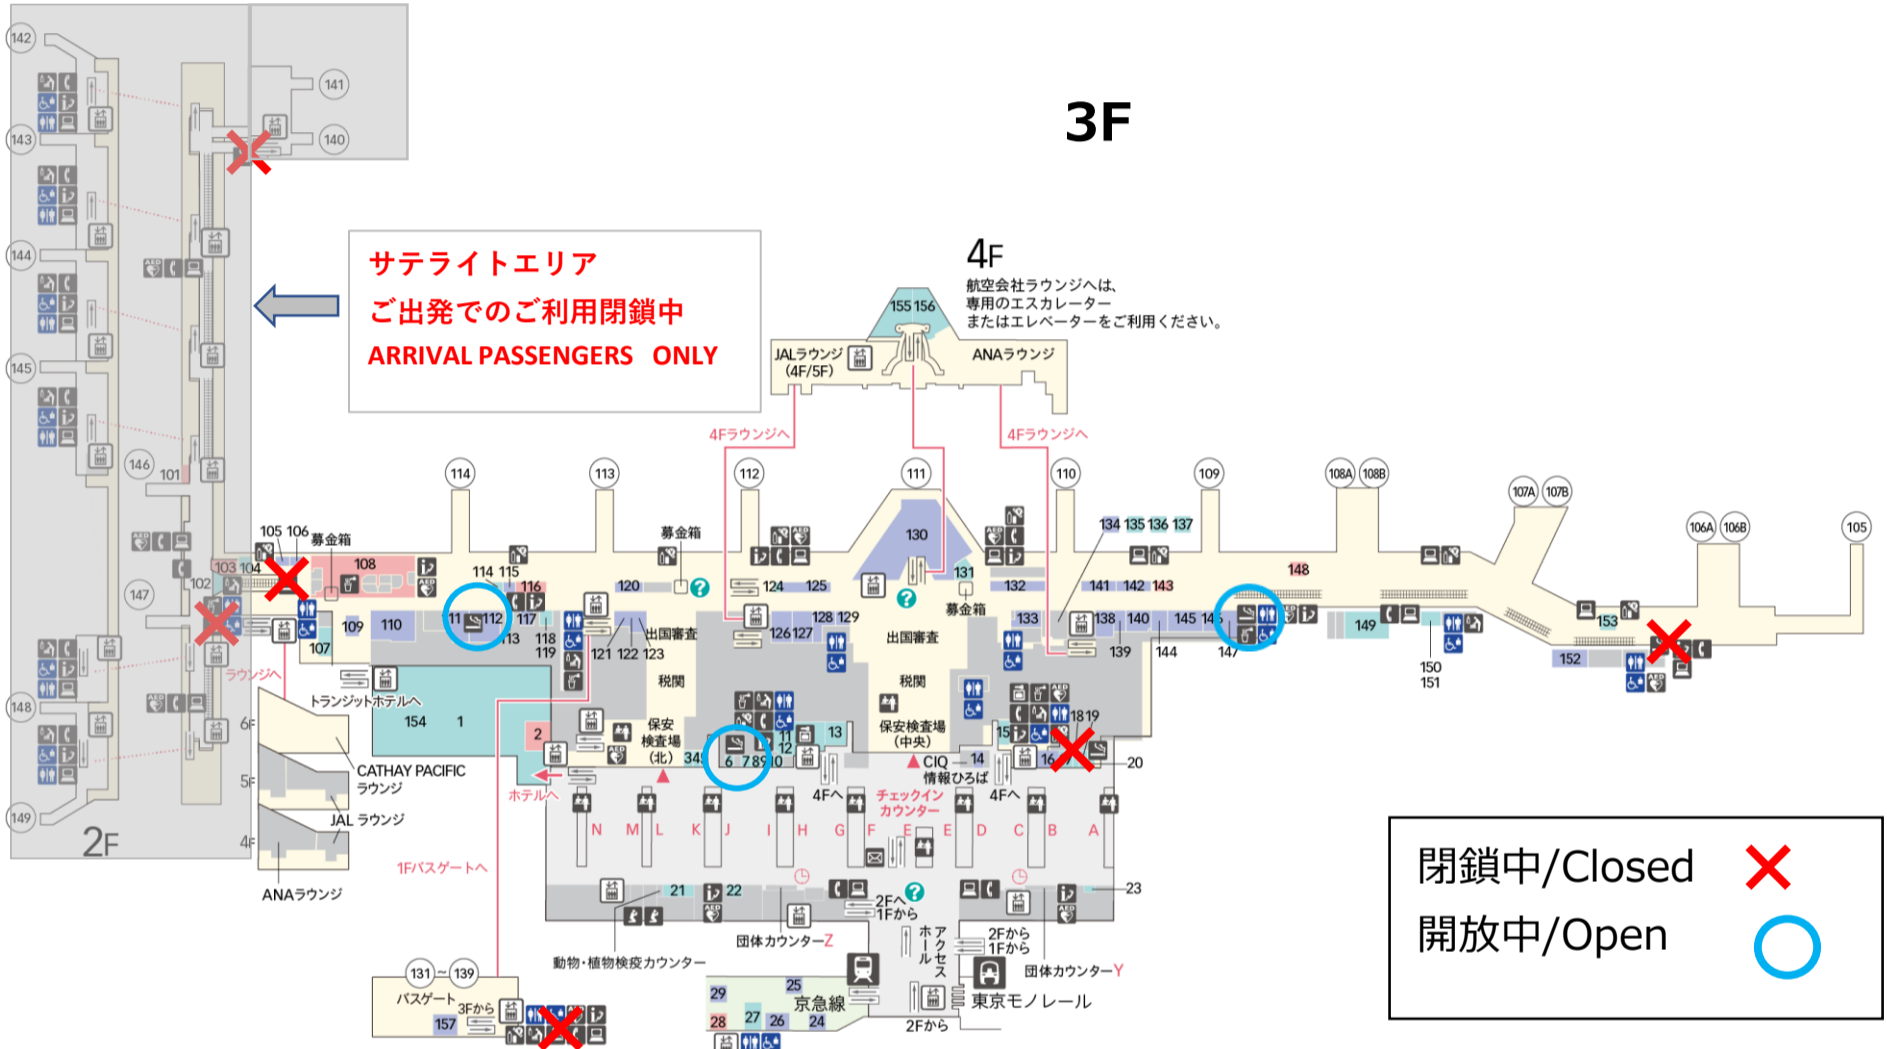 3F
142
141
143
140
144
145
146
101
147
148
149
2F
サテライトエリア
ご出発でのご利用閉鎖中
ARRIVAL PASSENGERS ONLY
4F
航空会社ラウンジへは、
専用のエスカレーター
またはエレベーターをご利用ください。
155 156
JALラウンジ
(4F/5F)
ANAラウンジ
4Fラウンジへ
4Fラウンジへ
114
113
112
111
110
109
108A 108B
107A 107B
106A 106B
105
105 106
募金箱
募金箱
103 104
102
108
114 115
116
120
124
125
130
131
募金箱
132
134 135 136 137
141 142 143
148
109
110
107
112
117
113
118
119
121 122 123
出国審査
税関
保安
検査場
(北)
128 129
126 127
出国審査
税関
保安検査場
(中央)
133
138
140
145
139
144
147
149
150
151
153
152
ラウンジへ
トランジットホテルへ
154
1
2
ホテルへ
6F
5F
4F
CATHAY PACIFIC
ラウンジ
JAL ラウンジ
ANAラウンジ
34
6
7 8 9 10
11
12
13
4Fへ
CIQ
情報ひろば
14
15
4Fへ
16
18 19
20
チェックイン
カウンター
N M L K J I H G F E E D C B A
1Fバスゲートへ
21
22
23
2Fへ
1Fから
団体カウンターZ
動物・植物検疫カウンター
アクセス
ホール
2Fから
1Fから
団体カウンターY
131 ~ 139
バスゲート
3Fから
157
29
25
京急線
28
27
26
24
2Fから
東京モノレール
閉鎖中/Closed
開放中/Open